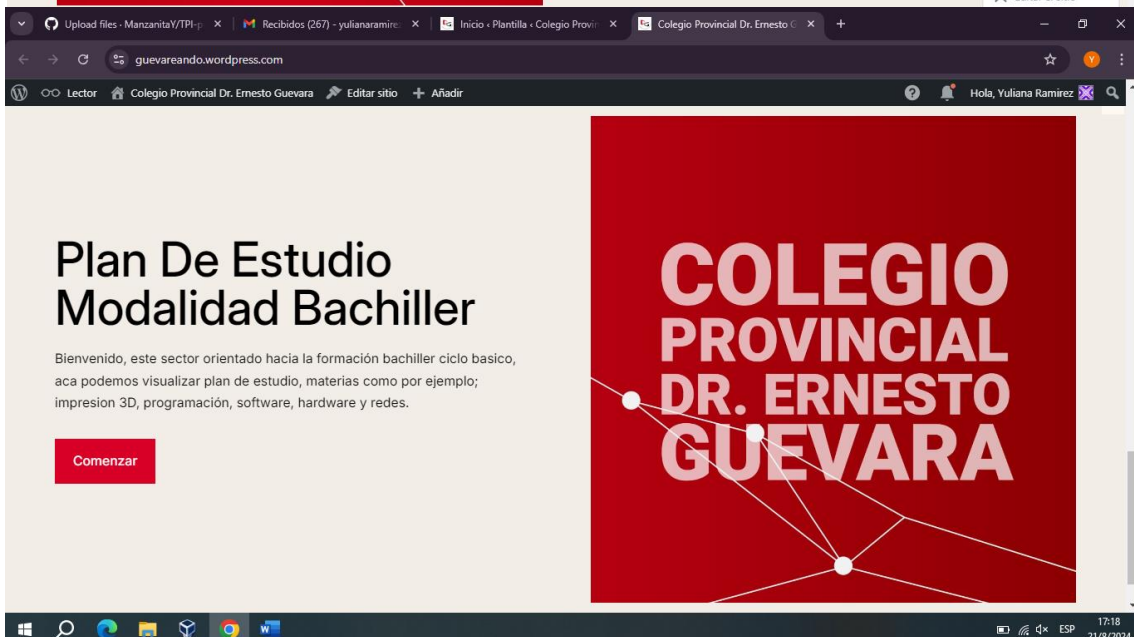 Upload files · ManzanitaY/TPI-p
Recibidos (267) - yulianaramire
Inicio ‹ Plantilla ‹ Colegio Provin
Colegio Provincial Dr. Ernesto G
guevareando.wordpress.com
Y
Lector
Colegio Provincial Dr. Ernesto Guevara
Editar sitio
Añadir
Hola, Yuliana Ramirez
Plan De Estudio
Modalidad Bachiller
Bienvenido, este sector orientado hacia la formación bachiller ciclo basico,
aca podemos visualizar plan de estudio, materias como por ejemplo;
impresion 3D, programación, software, hardware y redes.
Comenzar
COLEGIO
PROVINCIAL
DR. ERNESTO
GUEVARA
ESP
17:18
21/8/2024